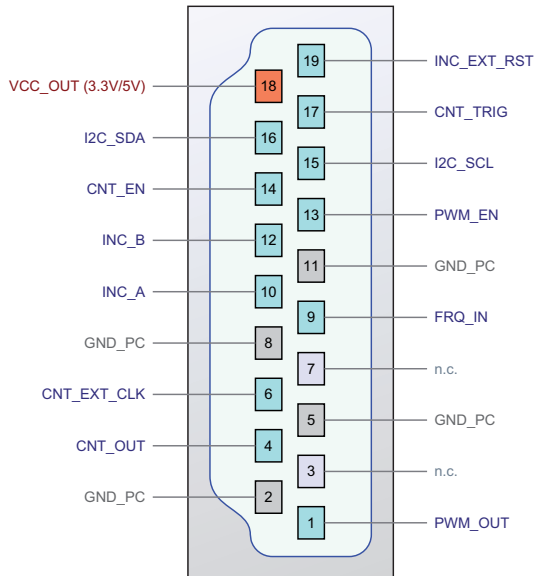 19 INC_EXT_RST
VCC_OUT (3.3V/5V) 18
17 CNT_TRIG
I2C_SDA 16
15 I2C_SCL
CNT_EN 14
13 PWM_EN
INC_B 12
11 GND_PC
INC_A 10
9 FRQ_IN
GND_PC 8
7 n.c.
CNT_EXT_CLK 6
5 GND_PC
CNT_OUT 4
3 n.c.
GND_PC 2
1 PWM_OUT